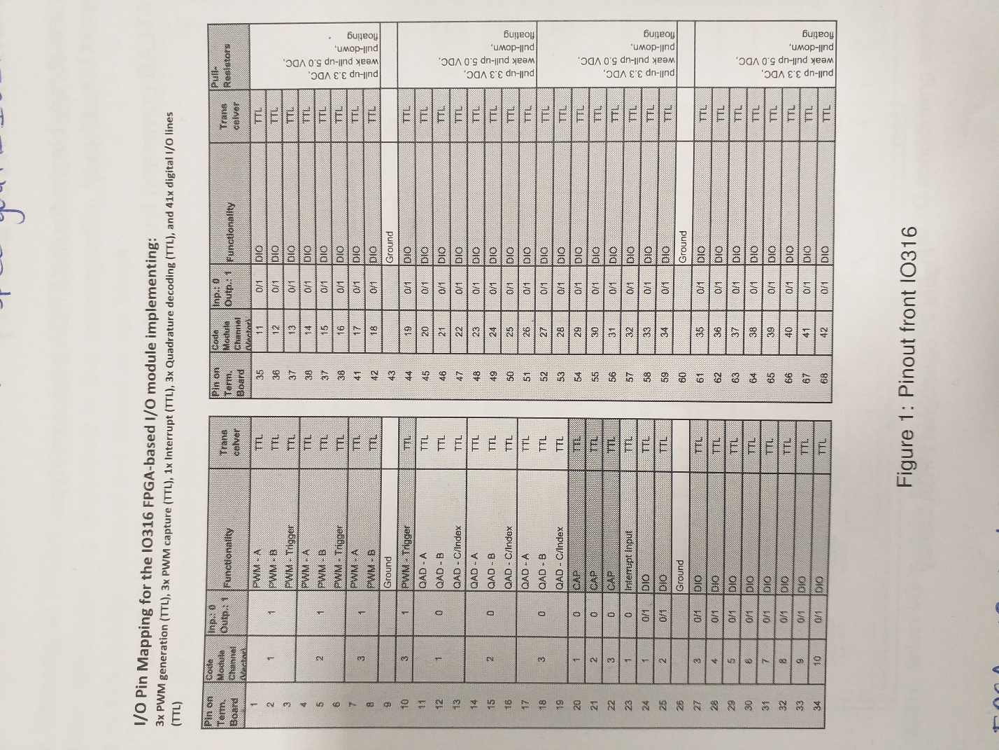 I/O Pin Mapping for the IO316 FPGA-based I/O module implementing:
3x PWM generation (TTL), 3x PWM capture (TTL), 1x Interrupt (TTL), 3x Quadrature decoding (TTL), and 41x digital I/O lines
(TTL)
Pin on Term. Board Code Module Channel (Vector) Inp.: 0 Outp.: 1 Functionality Trans ceiver
1 PWM - A TTL
2 1 1 PWM - B TTL
3 PWM - Trigger TTL
4 PWM - A TTL
5 2 1 PWM - B TTL
6 PWM - Trigger TTL
7 3 1 PWM - A TTL
8 PWM - B TTL
9 Ground
10 3 1 PWM - Trigger TTL
11 QAD - A TTL
12 1 0 QAD - B TTL
13 QAD - C/Index TTL
14 QAD - A TTL
15 2 0 QAD - B TTL
16 QAD - C/Index TTL
17 QAD - A TTL
18 3 0 QAD - B TTL
19 QAD - C/Index TTL
20 1 0 CAP TTL
21 2 0 CAP TTL
22 3 0 CAP TTL
23 1 0 Interrupt Input TTL
24 1 0/1 DIO TTL
25 2 0/1 DIO TTL
26 Ground
27 3 0/1 DIO TTL
28 4 0/1 DIO TTL
29 5 0/1 DIO TTL
30 6 0/1 DIO TTL
31 7 0/1 DIO TTL
32 8 0/1 DIO TTL
33 9 0/1 DIO TTL
34 10 0/1 DIO TTL
Pin on Term. Board Code Module Channel (Vector) Inp.: 0 Outp.: 1 Functionality Trans ceiver Pull-Resistors
35 11 0/1 DIO TTL
36 12 0/1 DIO TTL
37 13 0/1 DIO TTL
38 14 0/1 DIO TTL
37 15 0/1 DIO TTL
38 16 0/1 DIO TTL
41 17 0/1 DIO TTL
42 18 0/1 DIO TTL
pull-up 3.3 VDC,
weak pull-up 5.0 VDC,
pull-down,
floating
43 Ground
44 19 0/1 DIO TTL
45 20 0/1 DIO TTL
46 21 0/1 DIO TTL
47 22 0/1 DIO TTL
48 23 0/1 DIO TTL
49 24 0/1 DIO TTL
50 25 0/1 DIO TTL
51 26 0/1 DIO TTL
pull-up 3.3 VDC,
weak pull-up 5.0 VDC,
pull-down,
floating
52 27 0/1 DIO TTL
53 28 0/1 DIO TTL
54 29 0/1 DIO TTL
55 30 0/1 DIO TTL
56 31 0/1 DIO TTL
57 32 0/1 DIO TTL
58 33 0/1 DIO TTL
59 34 0/1 DIO TTL
pull-up 3.3 VDC,
weak pull-up 5.0 VDC,
pull-down,
floating
60 Ground
61 35 0/1 DIO TTL
62 36 0/1 DIO TTL
63 37 0/1 DIO TTL
64 38 0/1 DIO TTL
65 39 0/1 DIO TTL
66 40 0/1 DIO TTL
67 41 0/1 DIO TTL
68 42 0/1 DIO TTL
pull-up 3.3 VDC,
weak pull-up 5.0 VDC,
pull-down,
floating
Figure 1: Pinout front IO316